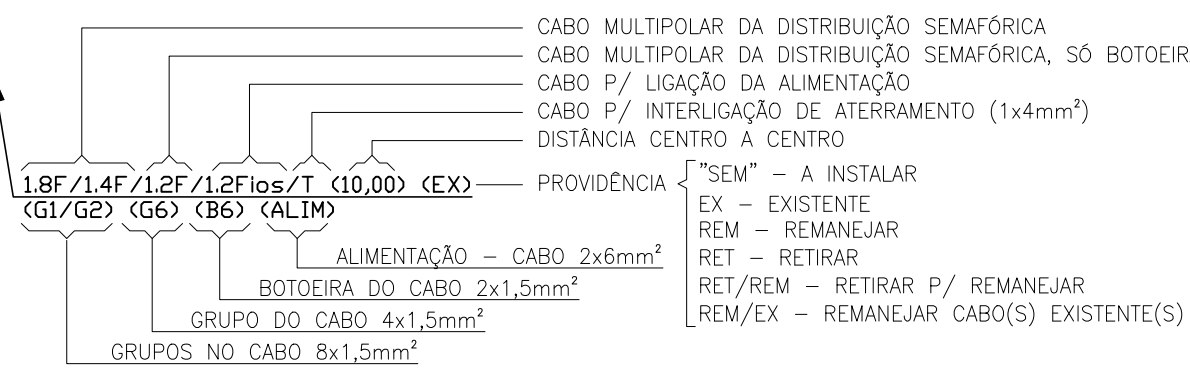 CABO MULTIPOLAR DA DISTRIBUIÇÃO SEMAFÓRICA
CABO MULTIPOLAR DA DISTRIBUIÇÃO SEMAFÓRICA, SÓ BOTOEIR
CABO P/ LIGAÇÃO DA ALIMENTAÇÃO
CABO P/ INTERLIGAÇÃO DE ATERRAMENTO (1x4mm²)
DISTÂNCIA CENTRO A CENTRO
1.8F/1.4F/1.2F/1.2Fios/T (10,00) (EX)
(G1/G2) (G6) (B6) (ALIM)
PROVIDÊNCIA
"SEM" – A INSTALAR
EX – EXISTENTE
REM – REMANEJAR
RET – RETIRAR
RET/REM – RETIRAR P/ REMANEJAR
REM/EX – REMANEJAR CABO(S) EXISTENTE(S)
ALIMENTAÇÃO – CABO 2x6mm²
BOTOEIRA DO CABO 2x1,5mm²
GRUPO DO CABO 4x1,5mm²
GRUPOS NO CABO 8x1,5mm²